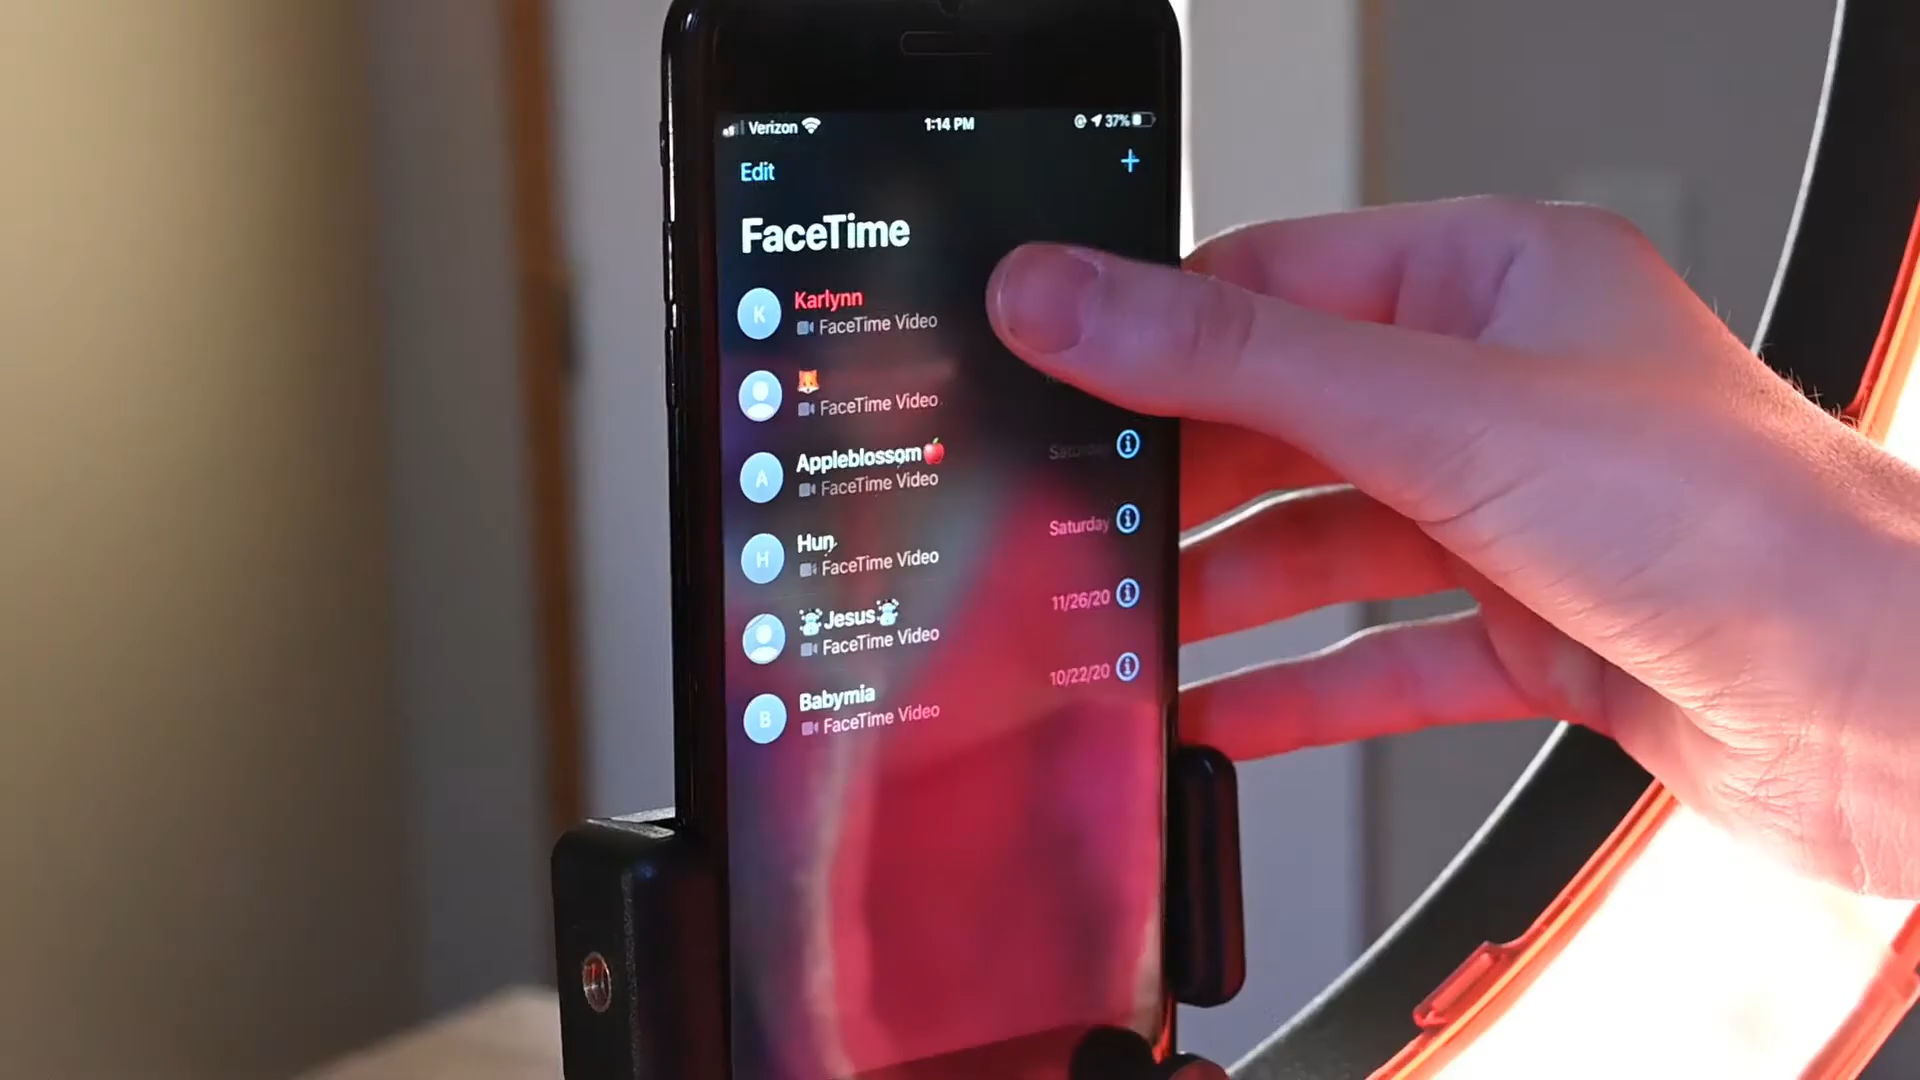 Verizon 1:14 PM 37%
Edit +
FaceTime
K Karlynn
FaceTime Video
🦊
FaceTime Video
A Appleblossom🍎 Saturday
FaceTime Video
H Hun Saturday
FaceTime Video
Jesus 11/26/20
FaceTime Video
B Babymia 10/22/20
FaceTime Video